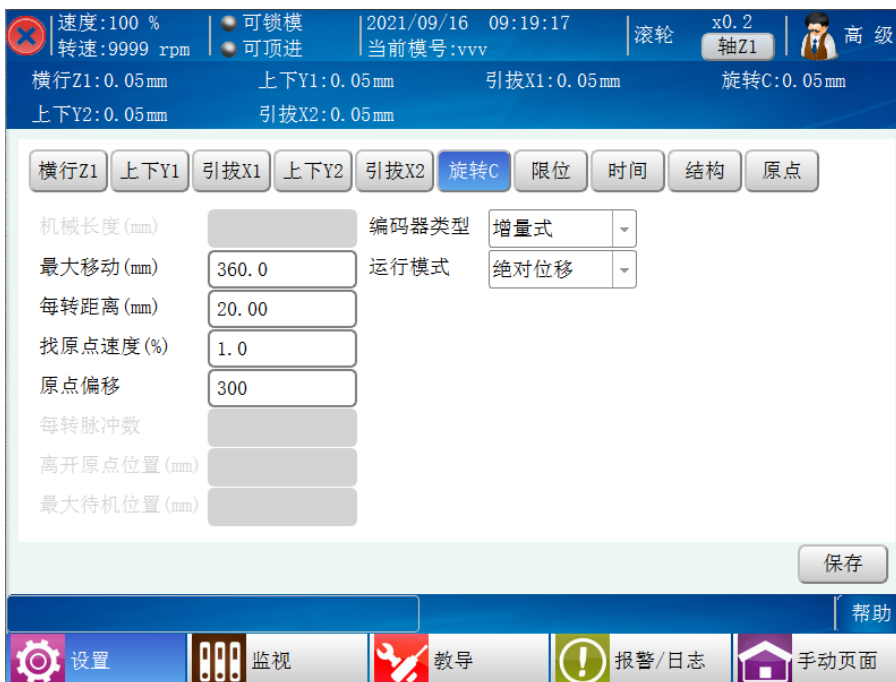 速度:100 % 可锁模 2021/09/16 09:19:17 滚轮 x0.2 高 级
转速:9999 rpm 可顶进 当前模号:vvv 轴Z1
横行Z1:0.05mm 上下Y1:0.05mm 引拔X1:0.05mm 旋转C:0.05mm
上下Y2:0.05mm 引拔X2:0.05mm
横行Z1 上下Y1 引拔X1 上下Y2 引拔X2 旋转C 限位 时间 结构 原点
机械长度(mm) 编码器类型 增量式
最大移动(mm) 360.0 运行模式 绝对位移
每转距离(mm) 20.00
找原点速度(%) 1.0
原点偏移 300
每转脉冲数
离开原点位置(mm)
最大待机位置(mm)
保存
帮助
设置 监视 教导 报警/日志 手动页面